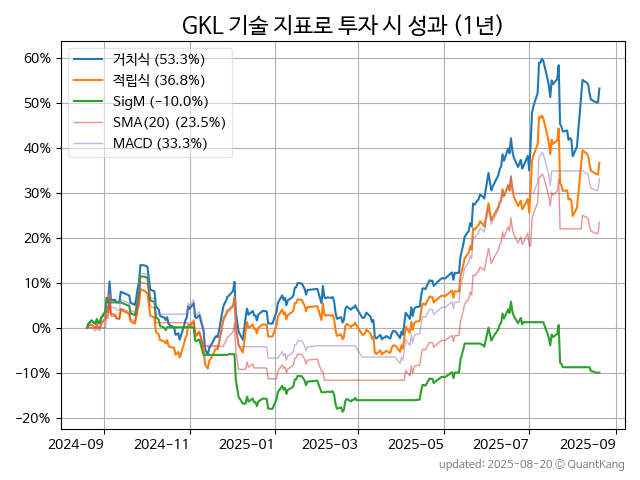 GKL 기술 지표로 투자 시 성과 (1년)
거치식 (53.3%)
적립식 (36.8%)
SigM (−10.0%)
SMA(20) (23.5%)
MACD (33.3%)
60%
50%
40%
30%
20%
10%
0%
−10%
−20%
2024-09 2024-11 2025-01 2025-03 2025-05 2025-07 2025-09
updated: 2025-08-20 © QuantKang